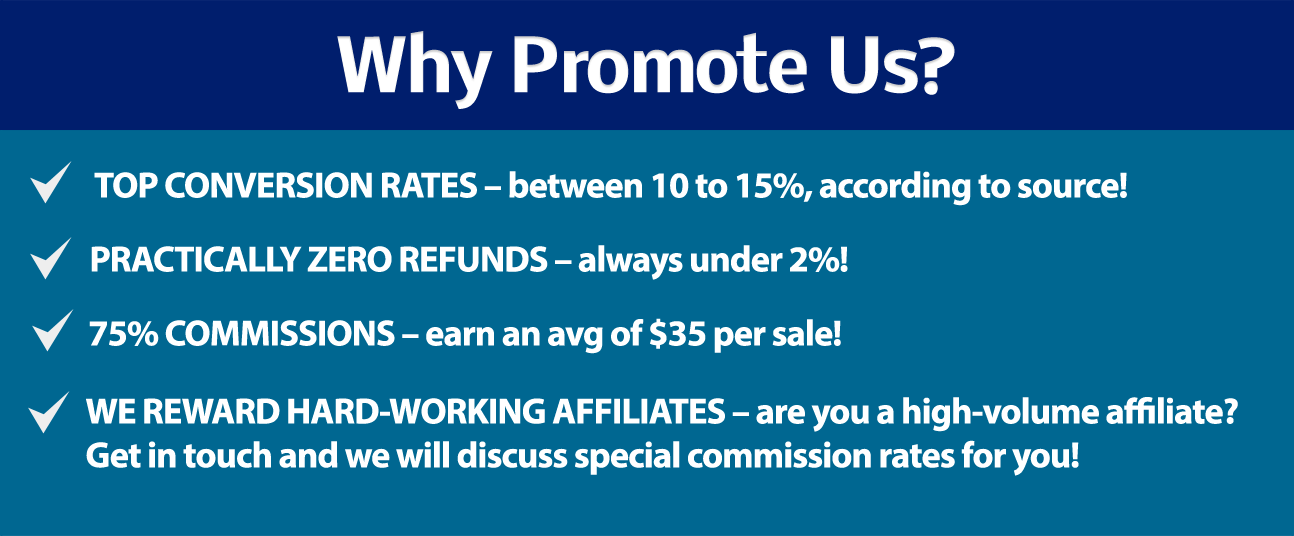 Why Promote Us?
TOP CONVERSION RATES – between 10 to 15%, according to source!
PRACTICALLY ZERO REFUNDS – always under 2%!
75% COMMISSIONS – earn an avg of $35 per sale!
WE REWARD HARD-WORKING AFFILIATES – are you a high-volume affiliate?
Get in touch and we will discuss special commission rates for you!